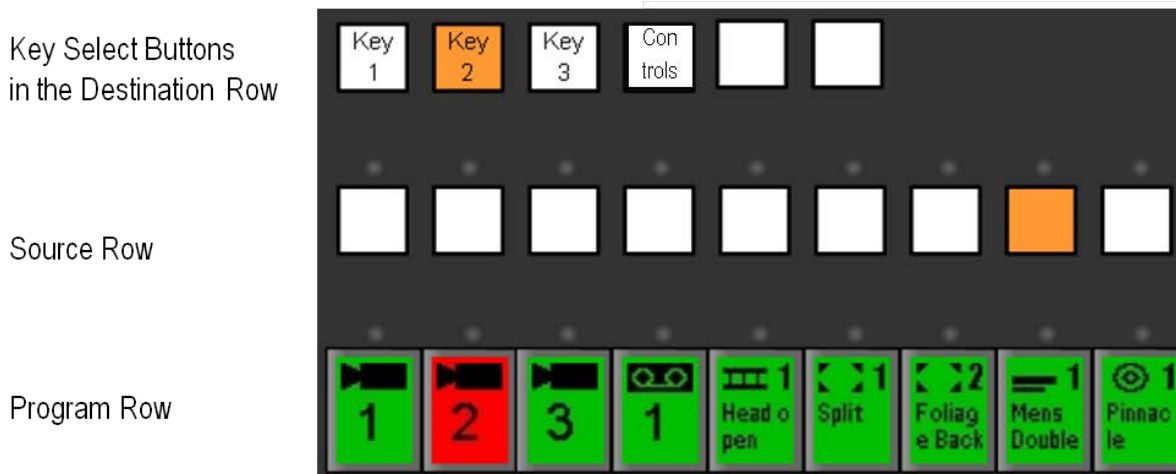 Key Select Buttons
in the Destination Row
Key
1
Key
2
Key
3
Con
trols
Source Row
Program Row
1
2
3
1
1
Head o
pen
1
Split
2
Foliag
e Back
1
Mens
Double
1
Pinnac
le